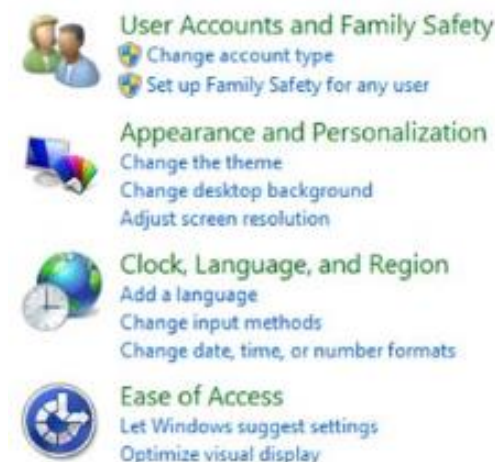 User Accounts and Family Safety
Change account type
Set up Family Safety for any user
Appearance and Personalization
Change the theme
Change desktop background
Adjust screen resolution
Clock, Language, and Region
Add a language
Change input methods
Change date, time, or number formats
Ease of Access
Let Windows suggest settings
Optimize visual display